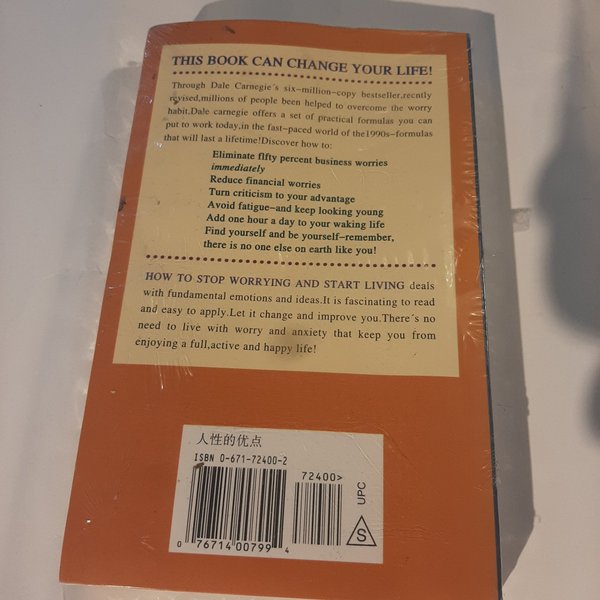 THIS BOOK CAN CHANGE YOUR LIFE!
Through Dale Carnegie's six-million-copy bestseller,recntly
revised,millions of people been helped to overcome the worry
habit.Dale carnegie offers a set of practical formulas you can
put to work today,in the fast-paced world of the1990s-formulas
that will last a lifetime!Discover how to:
Eliminate fIfty percent business worries
immediately
Reduce financial worries
Turn criticism to your advantage
Avoid fatigue-and keep looking young
Add one hour a day to your waking life
Find yourself and be yourself-remember,
there is no one else on earth like you!
HOW TO STOP WORRYING AND START LIVING deals
with fundamental emotions and ideas.It is fascinating to read
and easy to apply.Let it change and improve you.There's no
need to live with worry and anxiety that keep you from
enjoying a full,active and happy life!
人性的优点
ISBN 0-671-72400-2
72400>
UPC
S
0 76714 00799 4